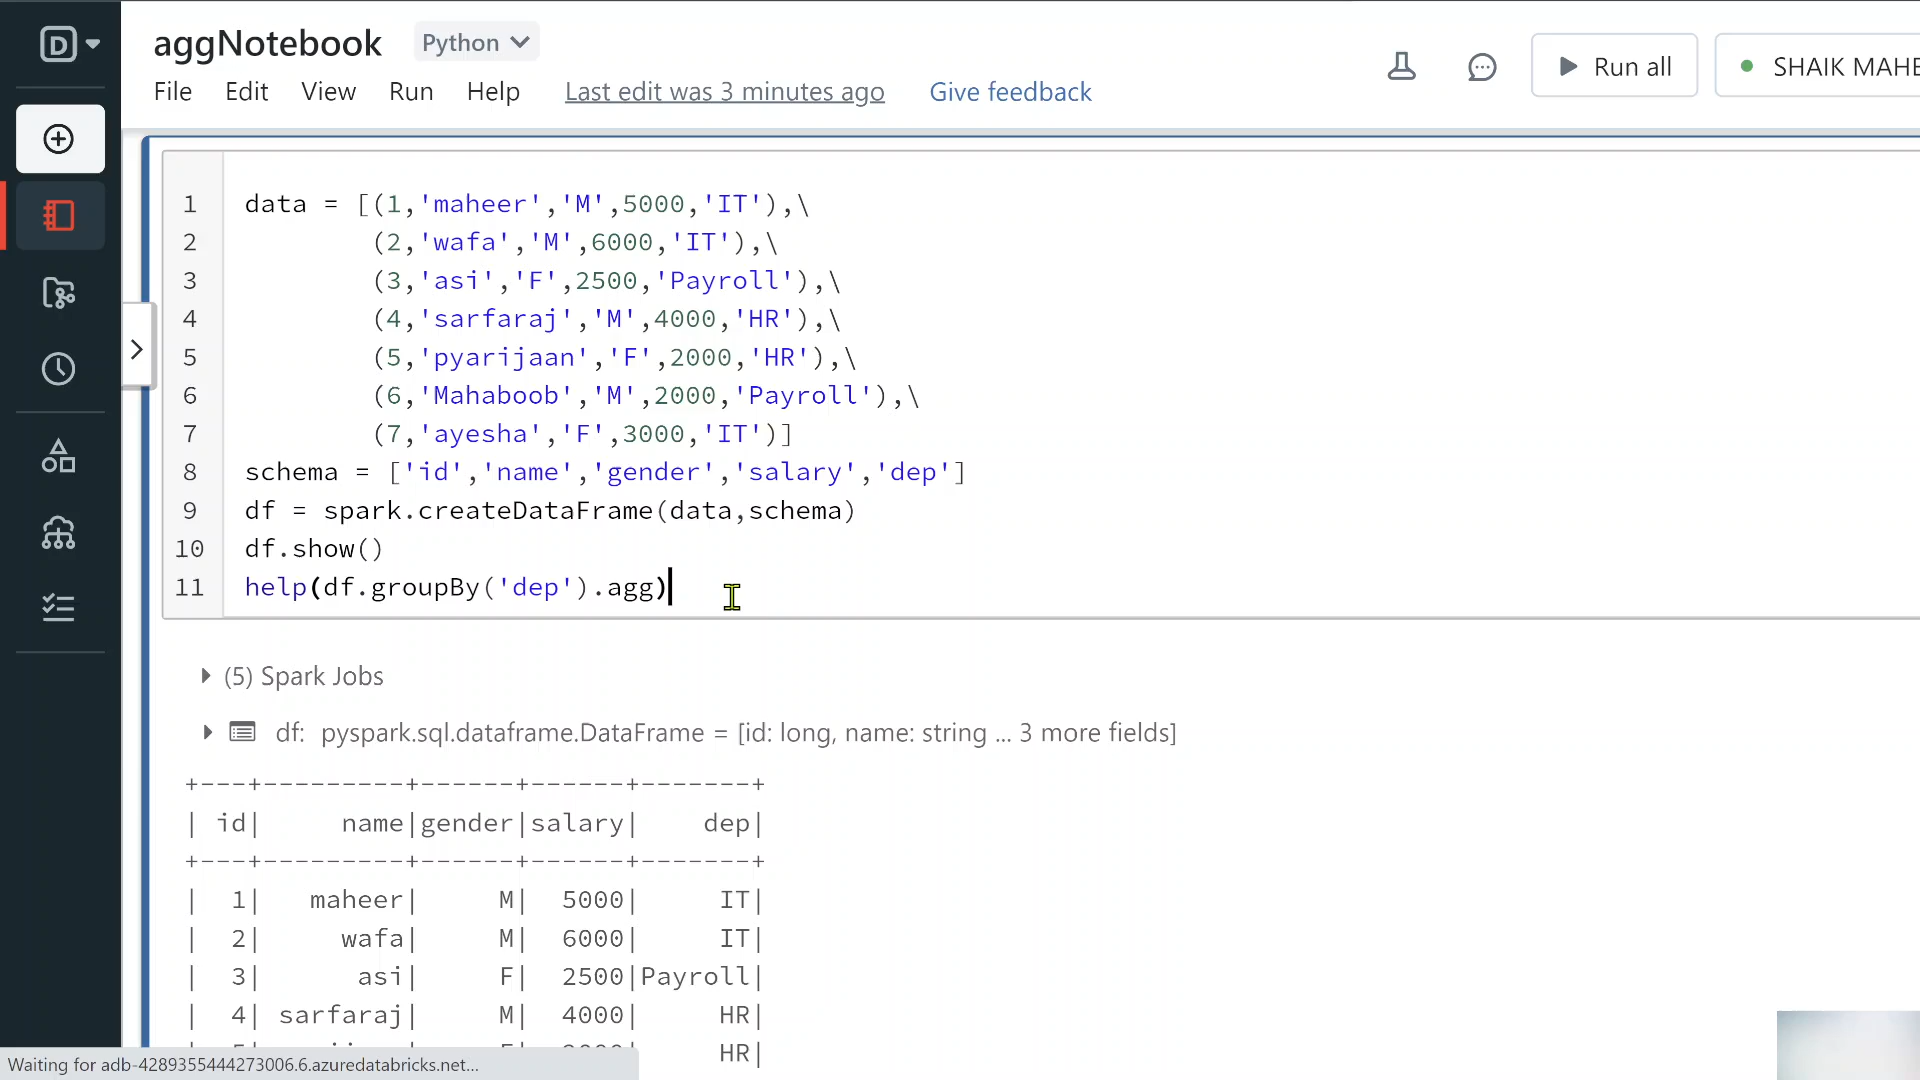 aggNotebook
Python
File Edit View Run Help Last edit was 3 minutes ago Give feedback
Run all
SHAIK MAHE
1 data = [(1,'maheer','M',5000,'IT'),\
2 (2,'wafa','M',6000,'IT'),\
3 (3,'asi','F',2500,'Payroll'),\
4 (4,'sarfaraj','M',4000,'HR'),\
5 (5,'pyarijaan','F',2000,'HR'),\
6 (6,'Mahaboob','M',2000,'Payroll'),\
7 (7,'ayesha','F',3000,'IT')]
8 schema = ['id','name','gender','salary','dep']
9 df = spark.createDataFrame(data,schema)
10 df.show()
11 help(df.groupBy('dep').agg)
(5) Spark Jobs
df: pyspark.sql.dataframe.DataFrame = [id: long, name: string ... 3 more fields]
+---+---------+------+------+-------+
| id|     name|gender|salary|    dep|
+---+---------+------+------+-------+
|  1|   maheer|     M|  5000|     IT|
|  2|     wafa|     M|  6000|     IT|
|  3|      asi|     F|  2500|Payroll|
|  4| sarfaraj|     M|  4000|     HR|
HR|
Waiting for adb-4289355444273006.6.azuredatabricks.net...